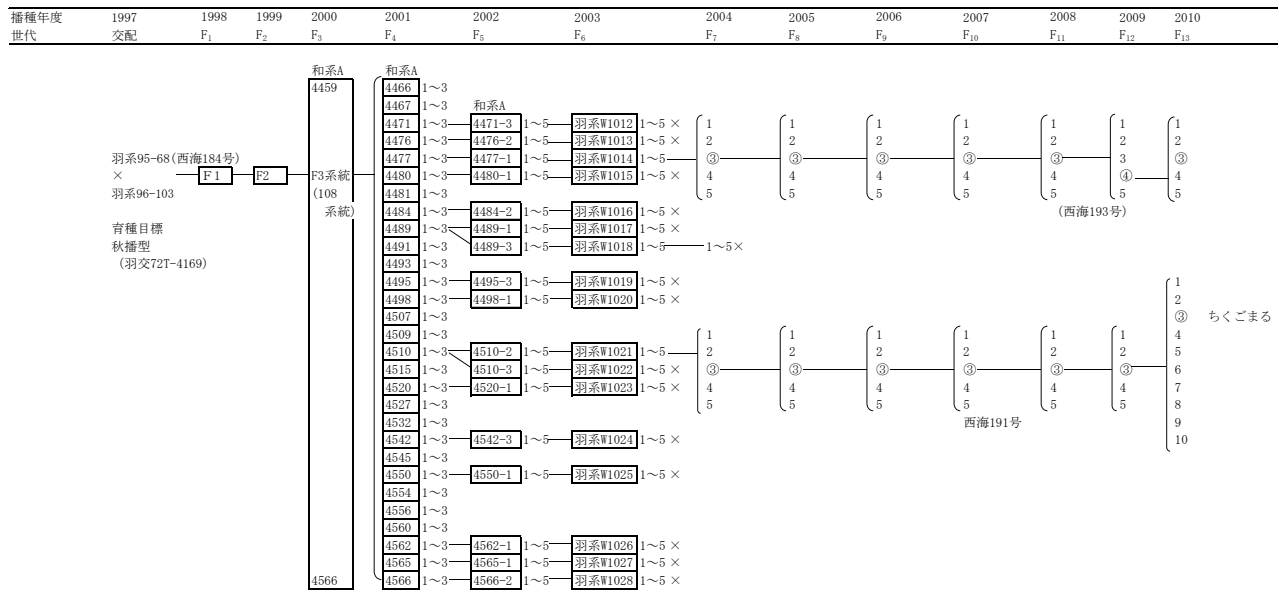 播種年度 1997 1998 1999 2000 2001 2002 2003 2004 2005 2006 2007 2008 2009 2010
世代 交配 F₁ F₂ F₃ F₄ F₅ F₆ F₇ F₈ F₉ F₁₀ F₁₁ F₁₂ F₁₃
和系A 和系A
4459 4466 1～3
4467 1～3 和系A
4471 1～3 4471-3 1～5 羽系W1012 1～5 × 1 1 1 1 1 1 1
4476 1～3 4476-2 1～5 羽系W1013 1～5 × 2 2 2 2 2 2 2
羽系95-68(西海184号) 4477 1～3 4477-1 1～5 羽系W1014 1～5 ③ ③ ③ ③ ③ 3 ③
× F1 F2 F3系統 4480 1～3 4480-1 1～5 羽系W1015 1～5 × 4 4 4 4 4 ④ 4
羽系96-103 (108 4481 1～3 5 5 5 5 5 5 5
系統) 4484 1～3 4484-2 1～5 羽系W1016 1～5 × (西海193号)
育種目標 4489 1～3 4489-1 1～5 羽系W1017 1～5 ×
秋播型 4491 1～3 4489-3 1～5 羽系W1018 1～5 1～5×
(羽交72T-4169) 4493 1～3
4495 1～3 4495-3 1～5 羽系W1019 1～5 × 1
4498 1～3 4498-1 1～5 羽系W1020 1～5 × 2
4507 1～3 ③ ちくごまる
4509 1～3 1 1 1 1 1 1 4
4510 1～3 4510-2 1～5 羽系W1021 1～5 2 2 2 2 2 2 5
4515 1～3 4510-3 1～5 羽系W1022 1～5 × ③ ③ ③ ③ ③ ③ 6
4520 1～3 4520-1 1～5 羽系W1023 1～5 × 4 4 4 4 4 4 7
4527 1～3 5 5 5 5 5 5 8
4532 1～3 西海191号 9
4542 1～3 4542-3 1～5 羽系W1024 1～5 × 10
4545 1～3
4550 1～3 4550-1 1～5 羽系W1025 1～5 ×
4554 1～3
4556 1～3
4560 1～3
4562 1～3 4562-1 1～5 羽系W1026 1～5 ×
4565 1～3 4565-1 1～5 羽系W1027 1～5 ×
4566 4566 1～3 4566-2 1～5 羽系W1028 1～5 ×